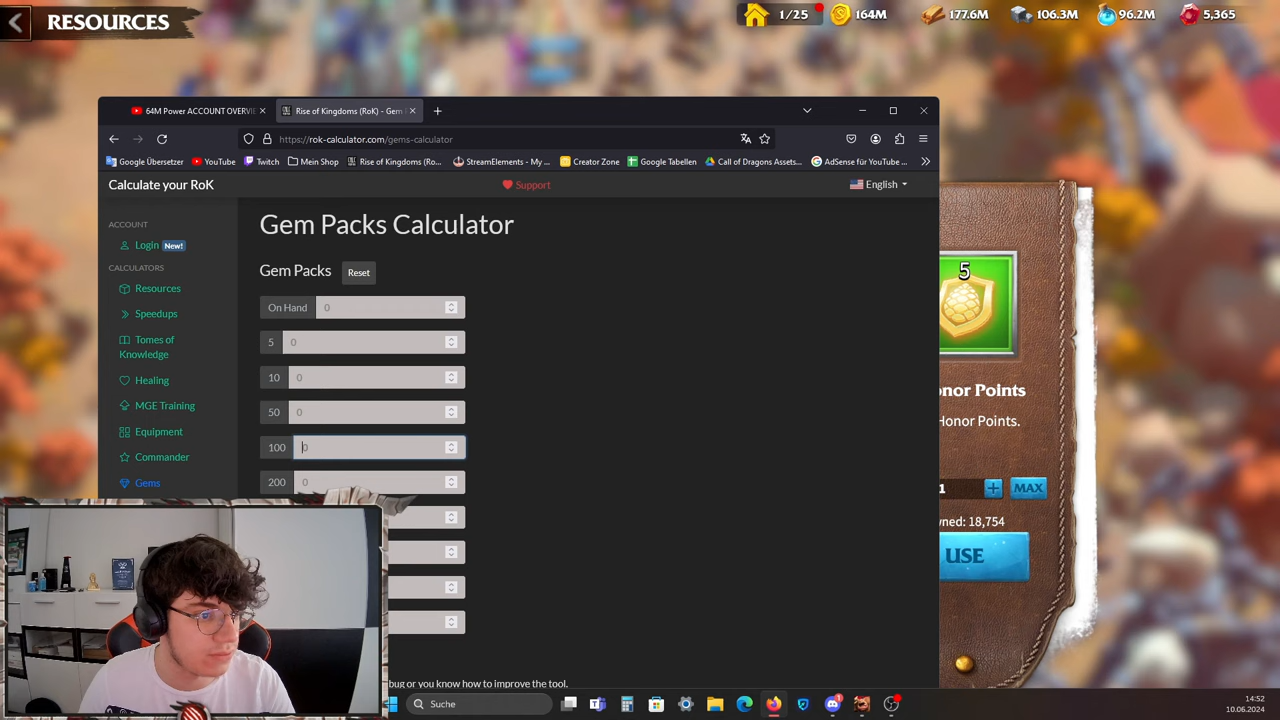 RESOURCES
1/25
164M
177.6M
106.3M
96.2M
5,365
64M Power ACCOUNT OVERVIE
Rise of Kingdoms (RoK) - Gem
https://rok-calculator.com/gems-calculator
Google Übersetzer
YouTube
Twitch
Mein Shop
Rise of Kingdoms (Ro...
StreamElements - My ...
Creator Zone
Google Tabellen
Call of Dragons Assets...
AdSense für YouTube ...
Calculate your RoK
Support
English
ACCOUNT
Login New!
CALCULATORS
Resources
Speedups
Tomes of
Knowledge
Healing
MGE Training
Equipment
Commander
Gems
Gem Packs Calculator
Gem Packs Reset
On Hand 0
5 0
10 0
50 0
100 0
200 0
bug or you know how to improve the tool.
5
onor Points
Honor Points.
1
MAX
ned: 18,754
USE
Suche
14:52
10.06.2024